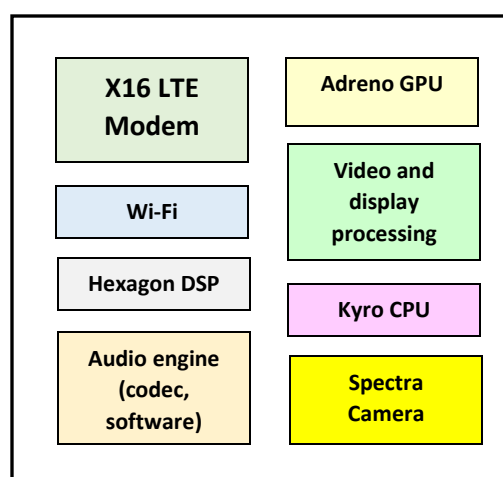 X16 LTE
Modem
Wi-Fi
Hexagon DSP
Audio engine
(codec,
software)
Adreno GPU
Video and
display
processing
Kyro CPU
Spectra
Camera